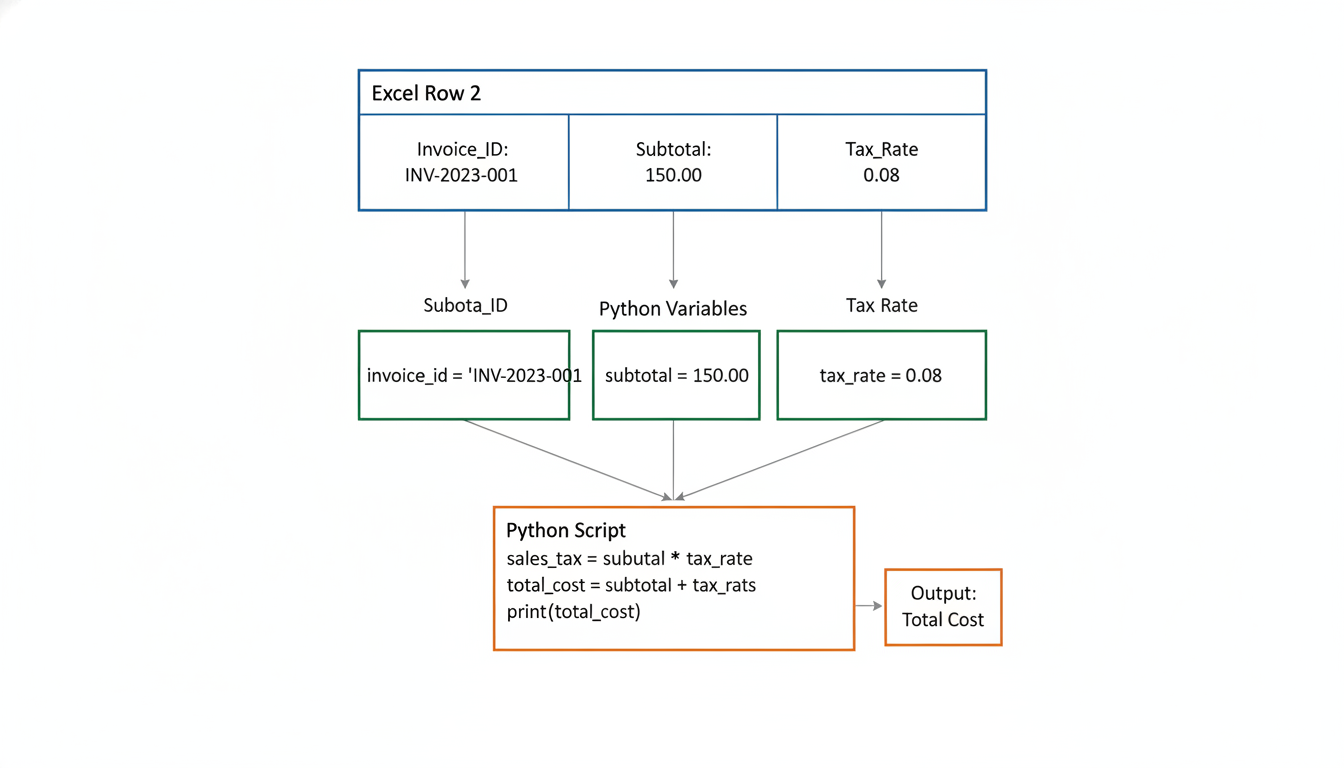 Excel Row 2
Invoice_ID:
INV-2023-001
Subtotal:
150.00
Tax_Rate
0.08
Subota_ID
Python Variables
Tax Rate
invoice_id = 'INV-2023-001
subtotal = 150.00
tax_rate = 0.08
Python Script
sales_tax = subutal * tax_rate
total_cost = subtotal + tax_rats
print(total_cost)
Output:
Total Cost